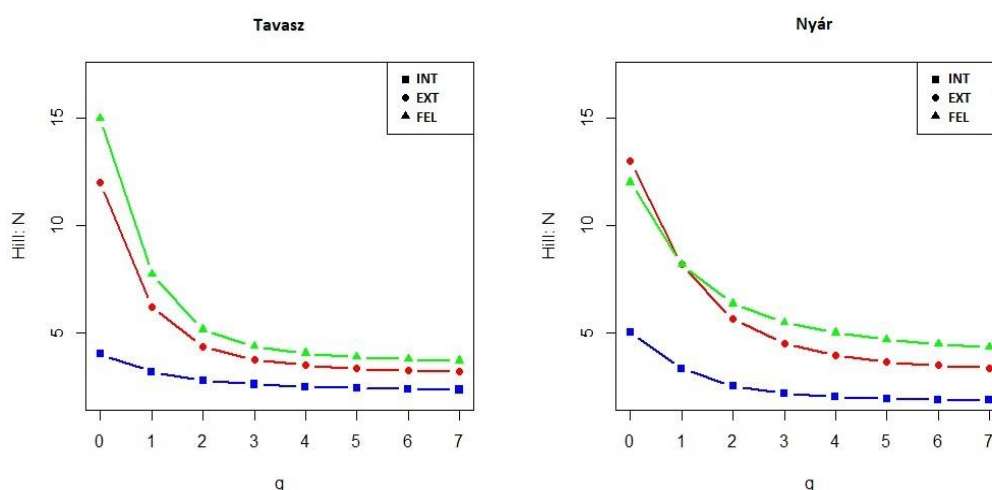 Tavasz
Hill: N
15
10
5
INT
EXT
FEL
0 1 2 3 4 5 6 7
q
Nyár
Hill: N
15
10
5
INT
EXT
FEL
0 1 2 3 4 5 6 7
q